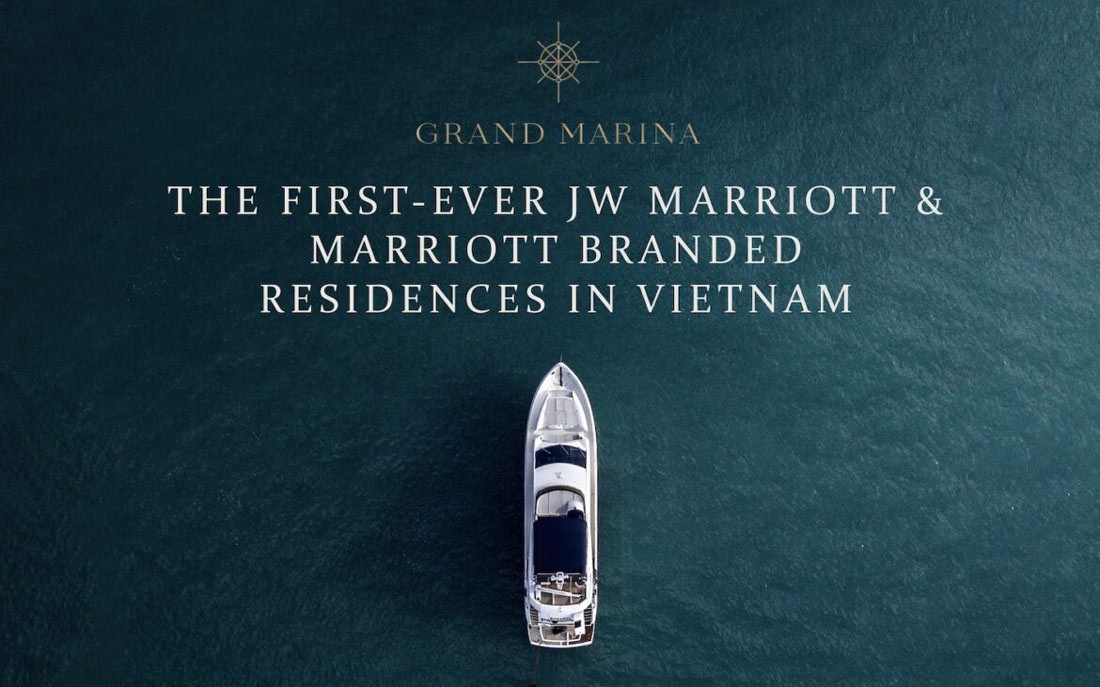 GRAND MARINA
THE FIRST-EVER JW MARRIOTT &
MARRIOTT BRANDED
RESIDENCES IN VIETNAM